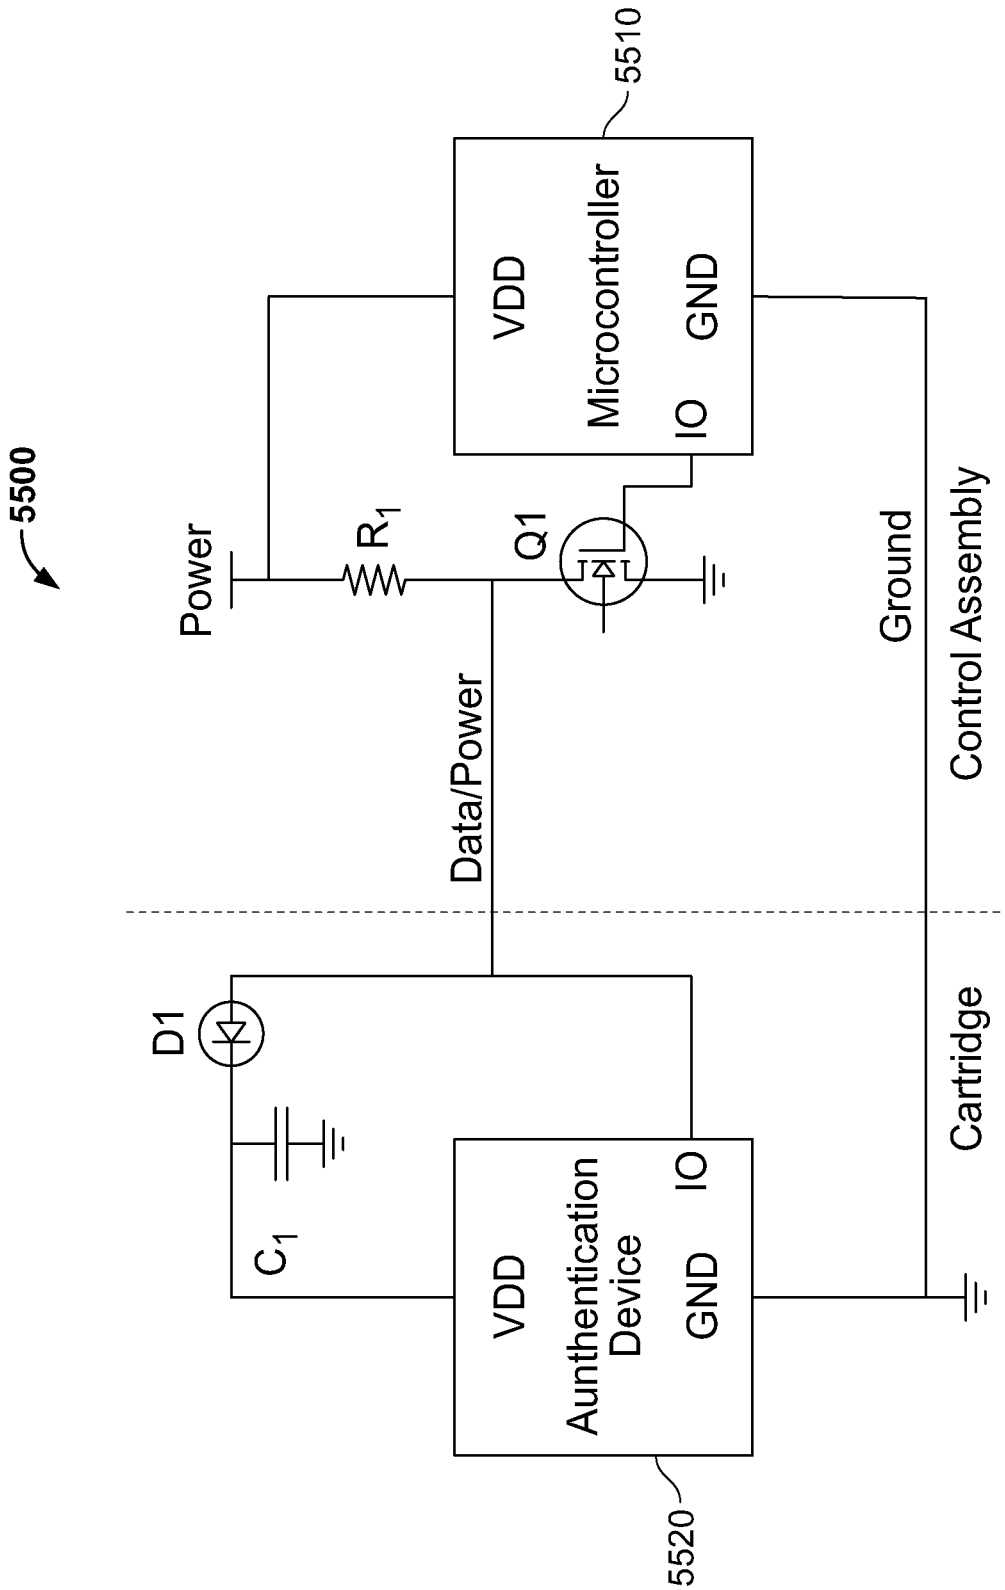 5500
Power
R1
D1
C1
Data/Power
Q1
VDD
Aunthentication
Device
GND
IO
5520
VDD
Microcontroller
IO
GND
5510
Ground
Cartridge
Control Assembly